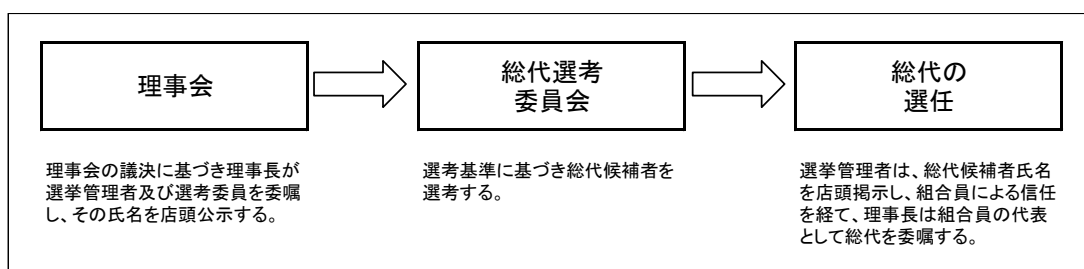 理事会
総代選考
委員会
総代の
選任
理事会の議決に基づき理事長が
選挙管理者及び選考委員を委嘱
し、その氏名を店頭公示する。
選考基準に基づき総代候補者を
選考する。
選挙管理者は、総代候補者氏名
を店頭掲示し、組合員による信任
を経て、理事長は組合員の代表
として総代を委嘱する。